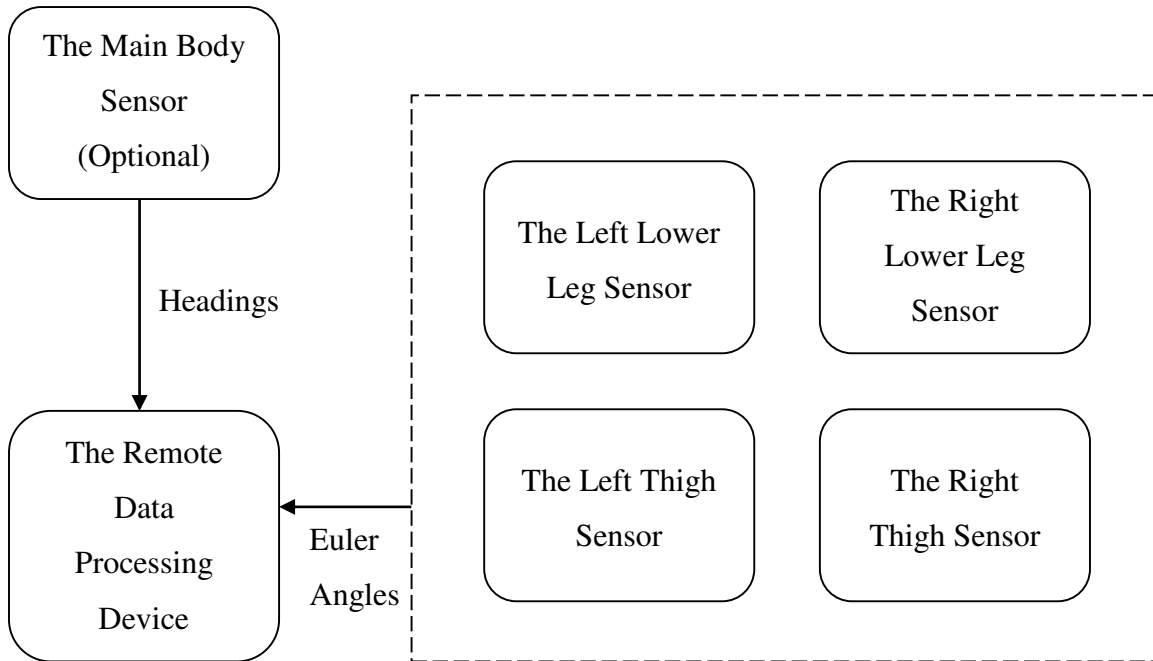 The Main Body
Sensor
(Optional)
Headings
The Remote
Data
Processing
Device
Euler
Angles
The Left Lower
Leg Sensor
The Right
Lower Leg
Sensor
The Left Thigh
Sensor
The Right
Thigh Sensor